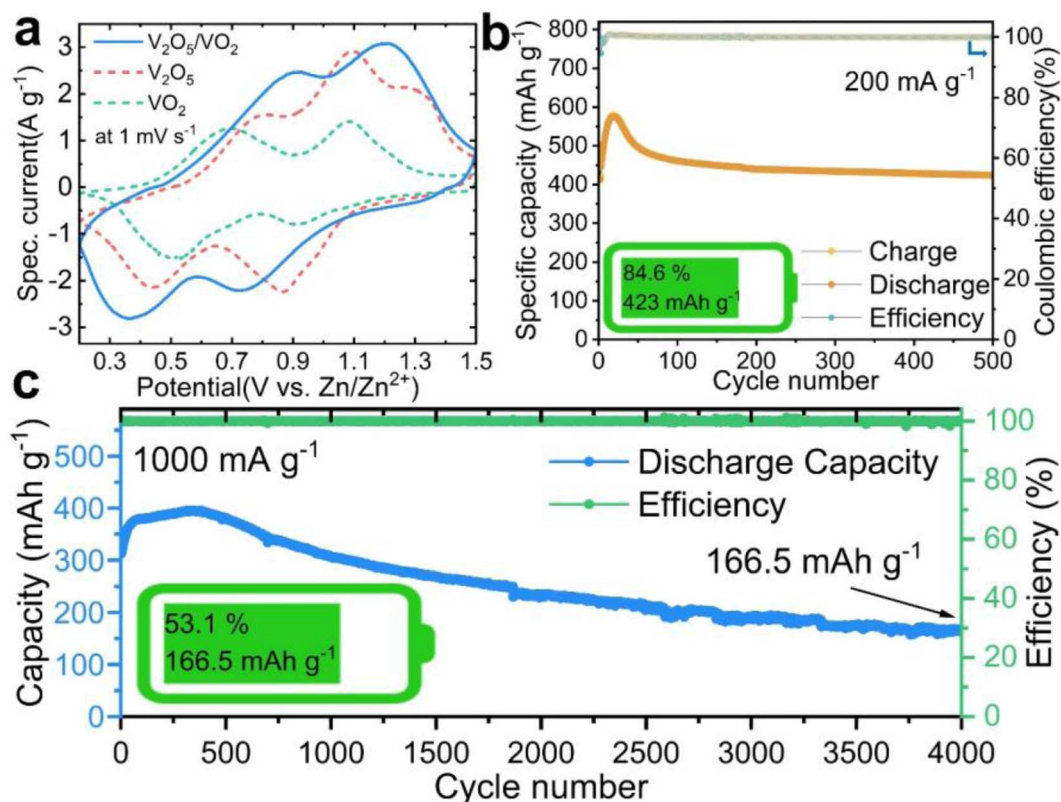 a
V₂O₅/VO₂
V₂O₅
VO₂
at 1 mV s⁻¹
Spec. current(A g⁻¹)
3
2
1
0
-1
-2
-3
0.3 0.5 0.7 0.9 1.1 1.3 1.5
Potential(V vs. Zn/Zn²⁺)
b
200 mA g⁻¹
Specific capacity (mAh g⁻¹)
800
700
600
500
400
300
200
100
0
Coulombic efficiency(%)
100
80
60
40
20
0
84.6 %
423 mAh g⁻¹
Charge
Discharge
Efficiency
0 100 200 300 400 500
Cycle number
c
1000 mA g⁻¹
Capacity (mAh g⁻¹)
500
400
300
200
100
0
Discharge Capacity
Efficiency
166.5 mAh g⁻¹
53.1 %
166.5 mAh g⁻¹
Efficiency (%)
100
80
60
40
20
0
0 500 1000 1500 2000 2500 3000 3500 4000
Cycle number